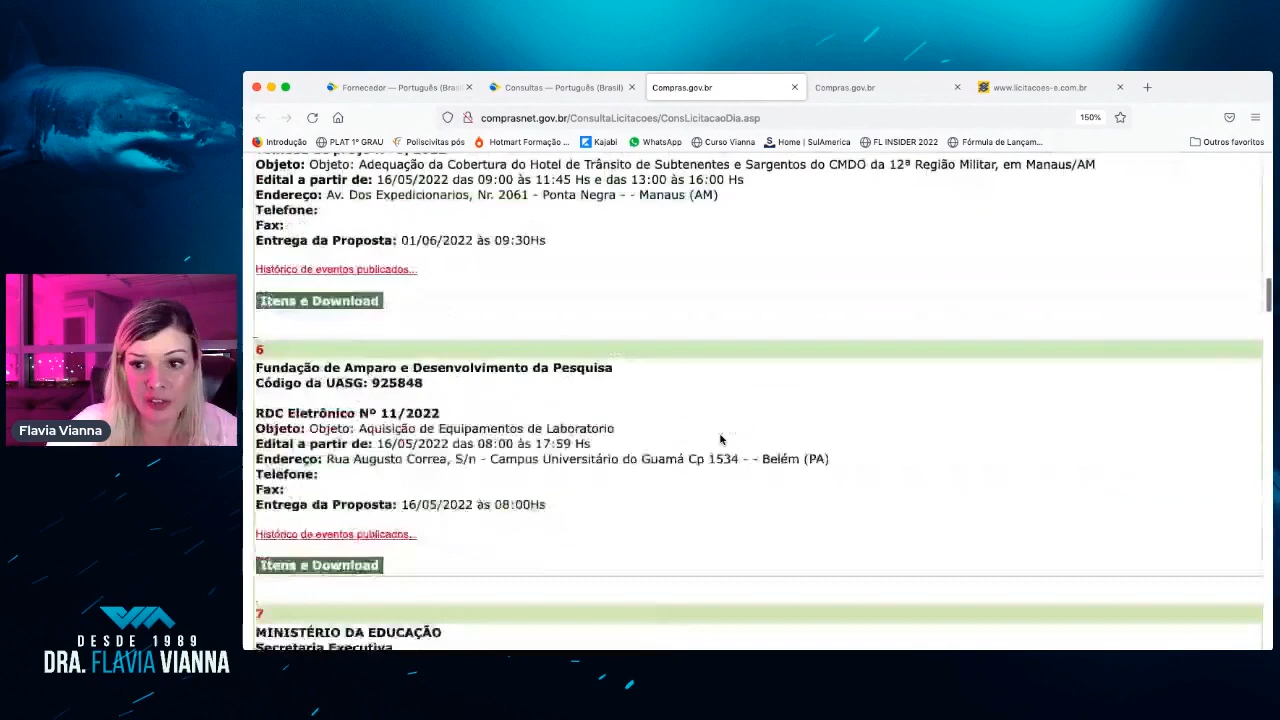 Fornecedor — Português (Brasil
Consultas — Português (Brasil)
Compras.gov.br
Compras.gov.br
www.licitacoes-e.com.br
comprasnet.gov.br/ConsultaLicitacoes/ConsLicitacaoDia.asp
150%
Introdução
PLAT 1º GRAU
Poliscivitas pós
Hotmart Formação ...
Kajabi
WhatsApp
Curso Vianna
Home | SulAmerica
FL INSIDER 2022
Fórmula de Lançam...
Outros favoritos
Objeto: Objeto: Adequação da Cobertura do Hotel de Trânsito de Subtenentes e Sargentos do CMDO da 12ª Região Militar, em Manaus/AM
Edital a partir de: 16/05/2022 das 09:00 às 11:45 Hs e das 13:00 às 16:00 Hs
Endereço: Av. Dos Expedicionarios, Nr. 2061 - Ponta Negra - - Manaus (AM)
Telefone:
Fax:
Entrega da Proposta: 01/06/2022 às 09:30Hs
Histórico de eventos publicados...
Itens e Download
6
Fundação de Amparo e Desenvolvimento da Pesquisa
Código da UASG: 925848
RDC Eletrônico Nº 11/2022
Objeto: Objeto: Aquisição de Equipamentos de Laboratorio
Edital a partir de: 16/05/2022 das 08:00 às 17:59 Hs
Endereço: Rua Augusto Correa, S/n - Campus Universitário do Guamá Cp 1534 - - Belém (PA)
Telefone:
Fax:
Entrega da Proposta: 16/05/2022 às 08:00Hs
Histórico de eventos publicados...
Itens e Download
7
MINISTÉRIO DA EDUCAÇÃO
Secretaria Executiva
Flavia Vianna
DESDE 1989
DRA. FLAVIA VIANNA